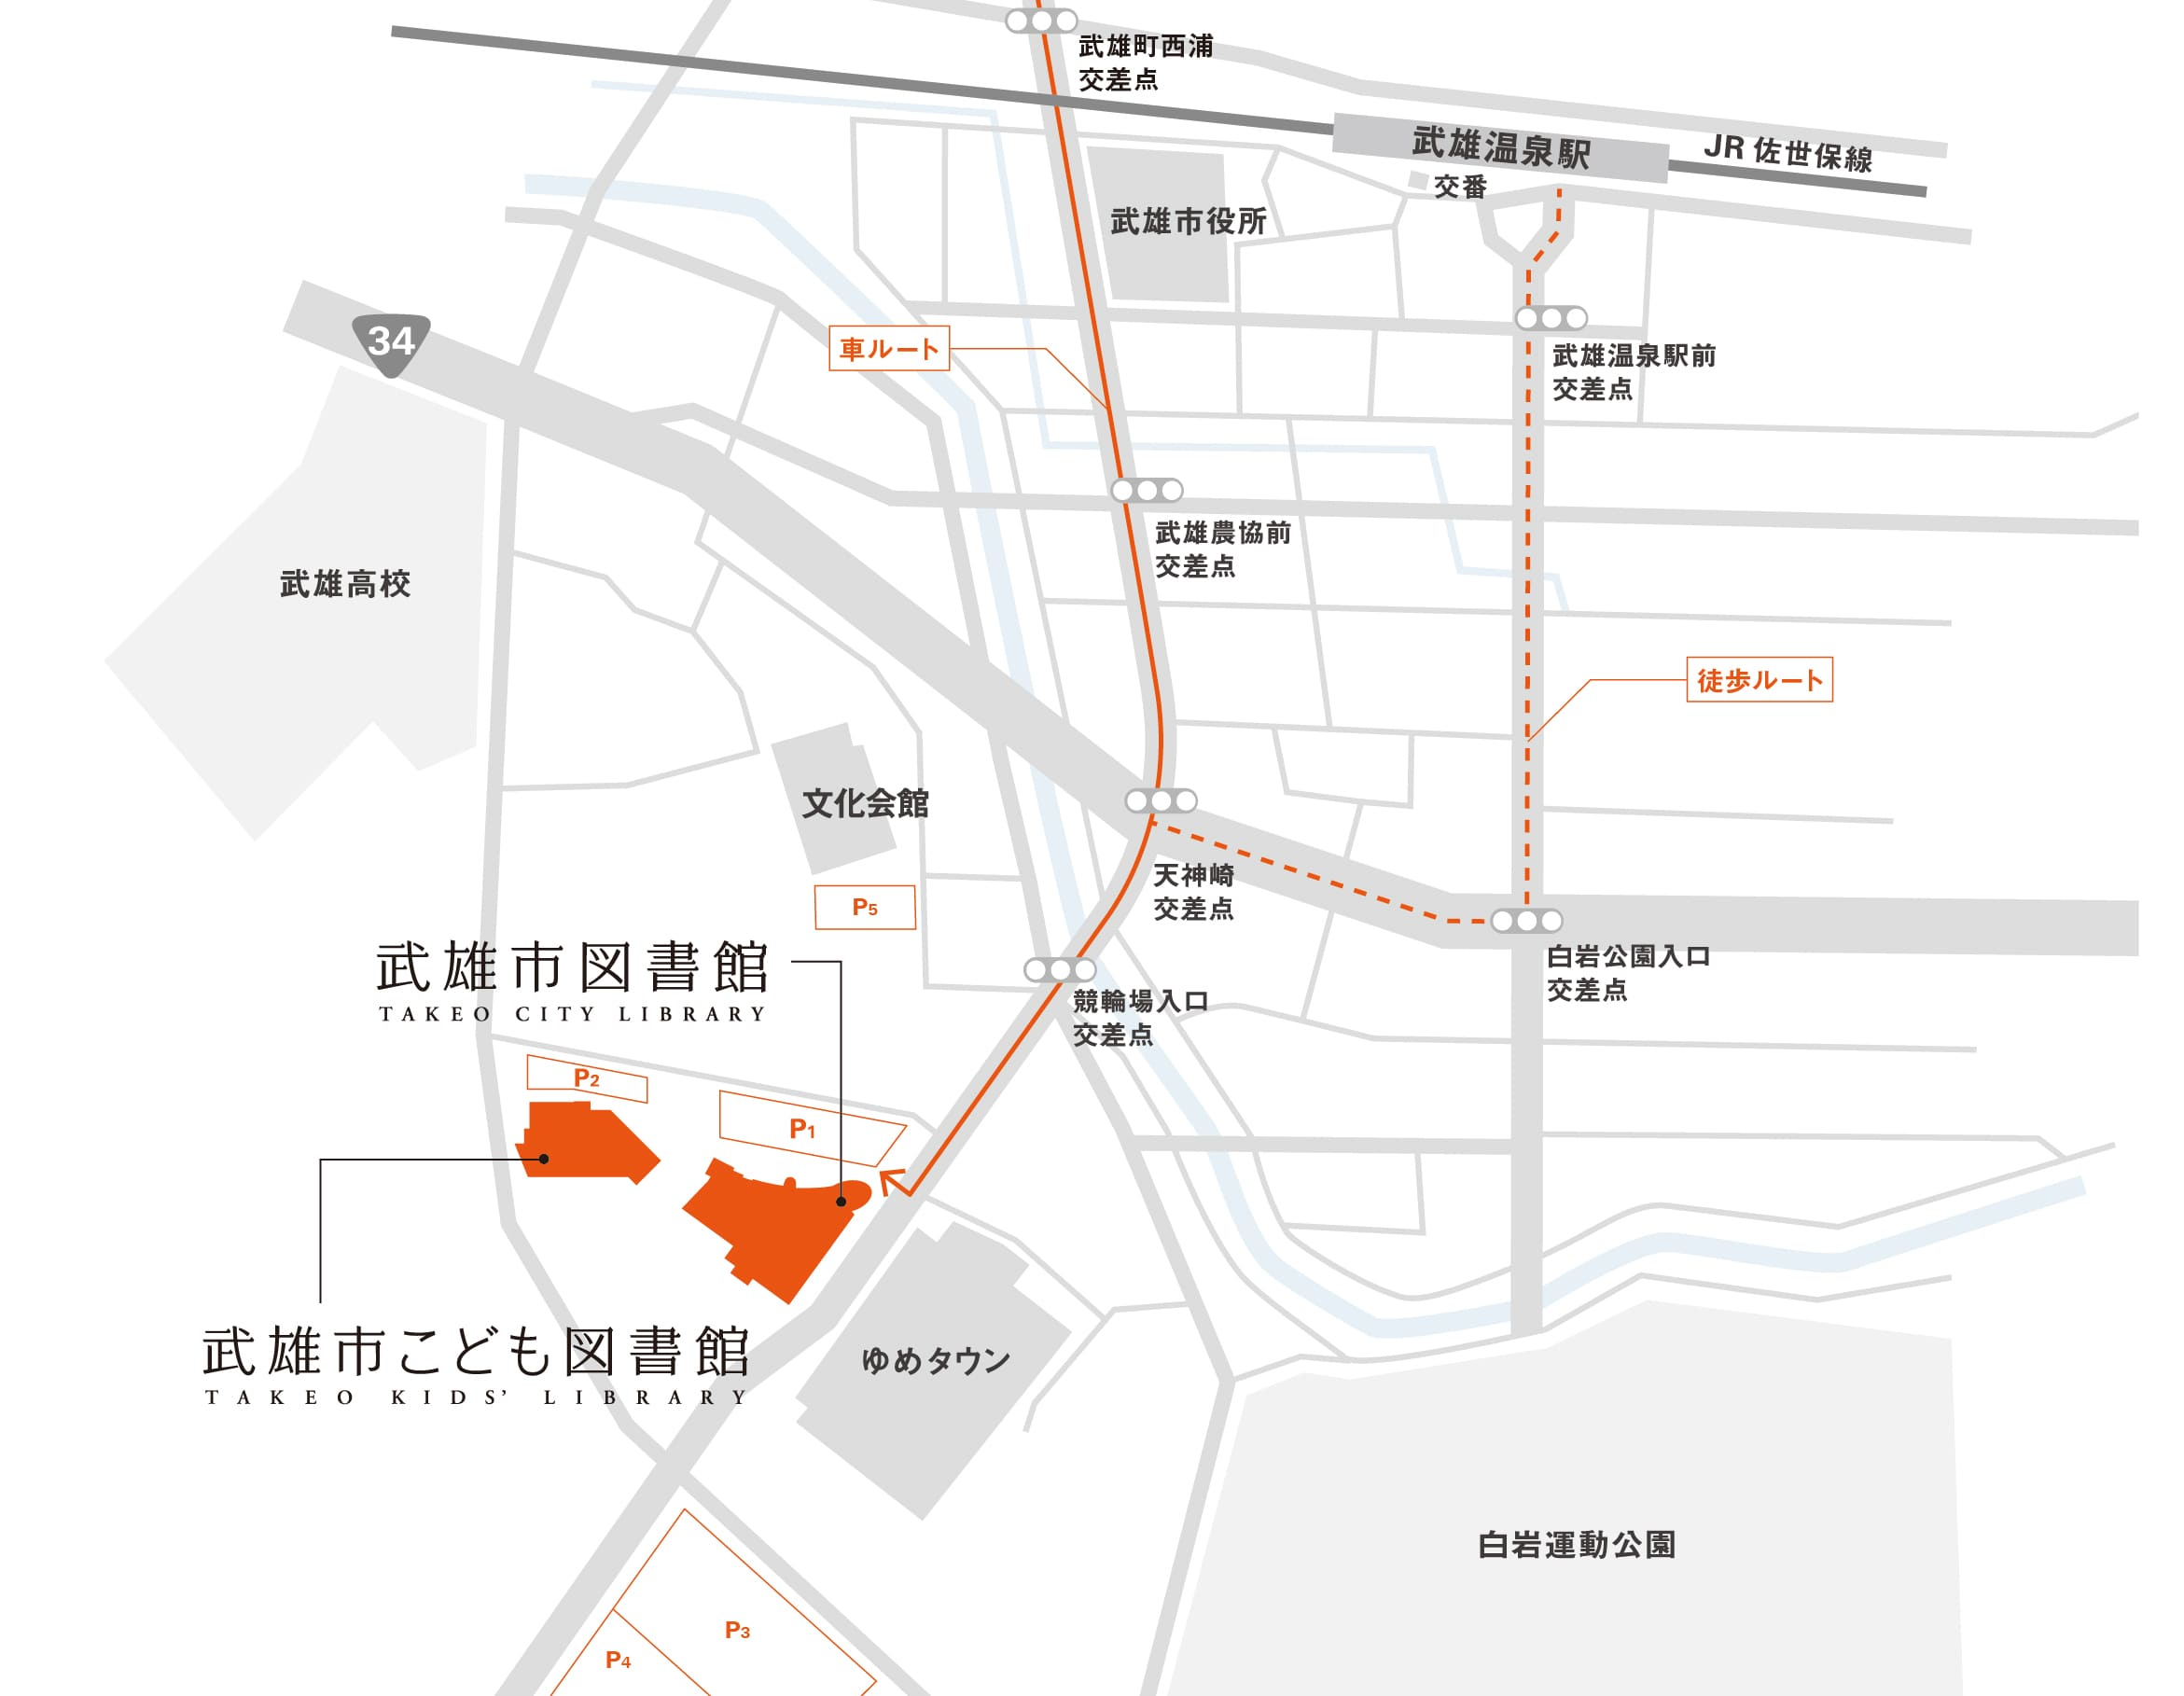 武雄町西浦
交差点
武雄温泉駅
JR 佐世保線
交番
武雄市役所
34
車ルート
武雄温泉駅前
交差点
武雄農協前
交差点
武雄高校
徒歩ルート
文化会館
天神崎
交差点
P5
武雄市図書館
TAKEO CITY LIBRARY
白岩公園入口
交差点
競輪場入口
交差点
P2
P1
武雄市こども図書館
TAKEO KIDS’ LIBRARY
ゆめタウン
白岩運動公園
P3
P4